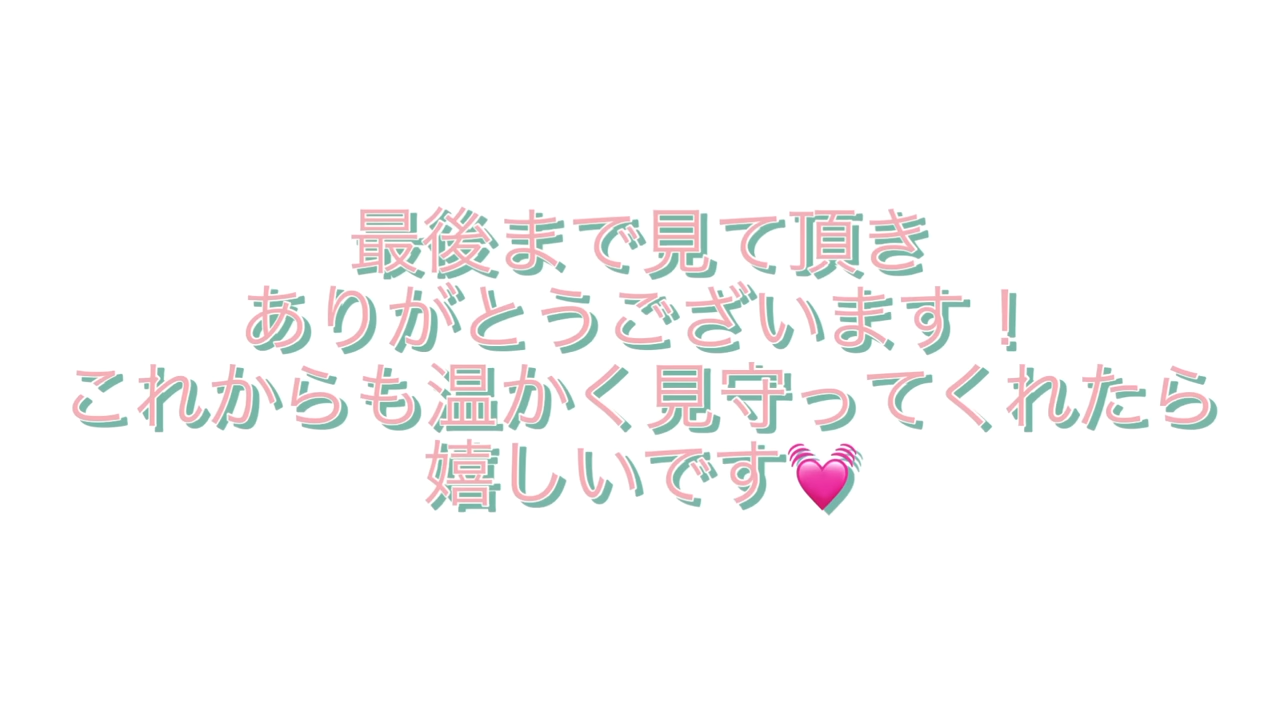 最後まで見て頂き
ありがとうございます！
これからも温かく見守ってくれたら
嬉しいです💓